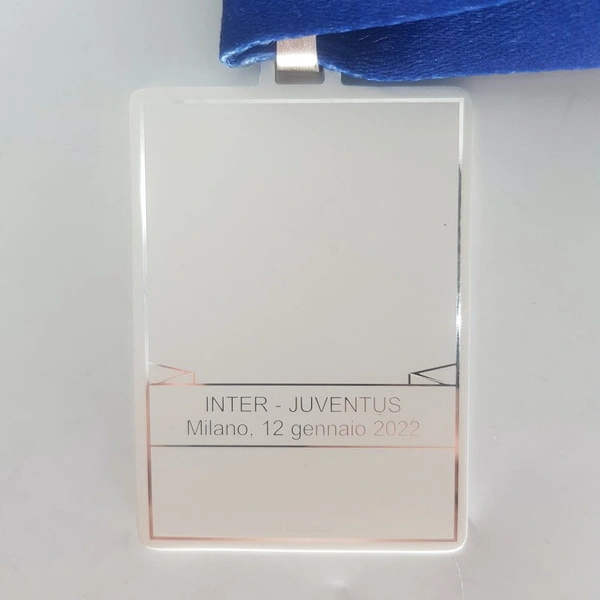 INTER - JUVENTUS
Milano, 12 gennaio 2022